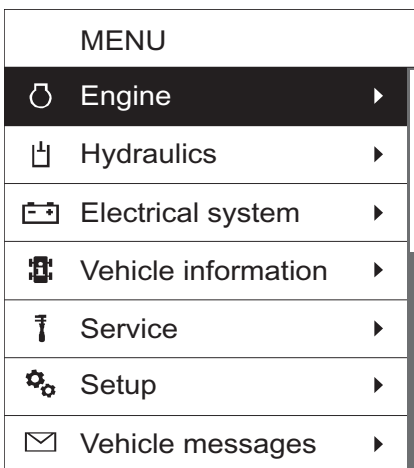 MENU
Engine
Hydraulics
Electrical system
Vehicle information
Service
Setup
Vehicle messages